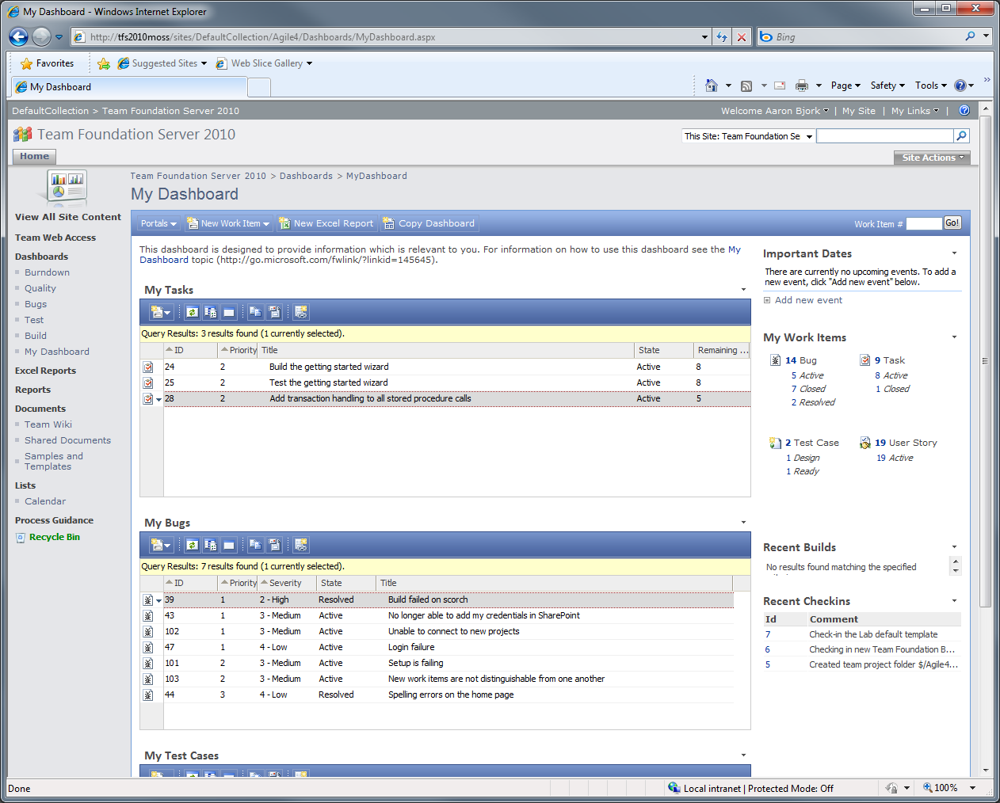 My Dashboard - Windows Internet Explorer
http://tfs2010moss/sites/DefaultCollection/Agile4/Dashboards/MyDashboard.aspx
Bing
Favorites
Suggested Sites
Web Slice Gallery
My Dashboard
Page
Safety
Tools
DefaultCollection > Team Foundation Server 2010
Welcome Aaron Bjork | My Site | My Links |
Team Foundation Server 2010
This Site: Team Foundation Se
Home
Site Actions
View All Site Content
Team Web Access
Dashboards
Burndown
Quality
Bugs
Test
Build
My Dashboard
Excel Reports
Reports
Documents
Team Wiki
Shared Documents
Samples and
Templates
Lists
Calendar
Process Guidance
Recycle Bin
Team Foundation Server 2010 > Dashboards > MyDashboard
My Dashboard
Portals
New Work Item
New Excel Report
Copy Dashboard
Work Item #
Go!
This dashboard is designed to provide information which is relevant to you. For information on how to use this dashboard see the My
Dashboard topic (http://go.microsoft.com/fwlink/?linkid=145645).
My Tasks
Query Results: 3 results found (1 currently selected).
ID Priority Title State Remaining ...
24 2 Build the getting started wizard Active 8
25 2 Test the getting started wizard Active 8
28 2 Add transaction handling to all stored procedure calls Active 5
My Bugs
Query Results: 7 results found (1 currently selected).
ID Priority Severity State Title
39 1 2 - High Resolved Build failed on scorch
43 1 3 - Medium Active No longer able to add my credentials in SharePoint
102 1 3 - Medium Active Unable to connect to new projects
47 1 4 - Low Active Login failure
101 2 3 - Medium Active Setup is failing
103 2 3 - Medium Active New work items are not distinguishable from one another
44 3 4 - Low Resolved Spelling errors on the home page
My Test Cases
Important Dates
There are currently no upcoming events. To add a
new event, click "Add new event" below.
Add new event
My Work Items
14 Bug
5 Active
7 Closed
2 Resolved
9 Task
8 Active
1 Closed
2 Test Case
1 Design
1 Ready
19 User Story
19 Active
Recent Builds
No results found matching the specified
Recent Checkins
Id Comment
7 Check-in the Lab default template
6 Checking in new Team Foundation B...
5 Created team project folder $/Agile4...
Done
Local intranet | Protected Mode: Off
100%